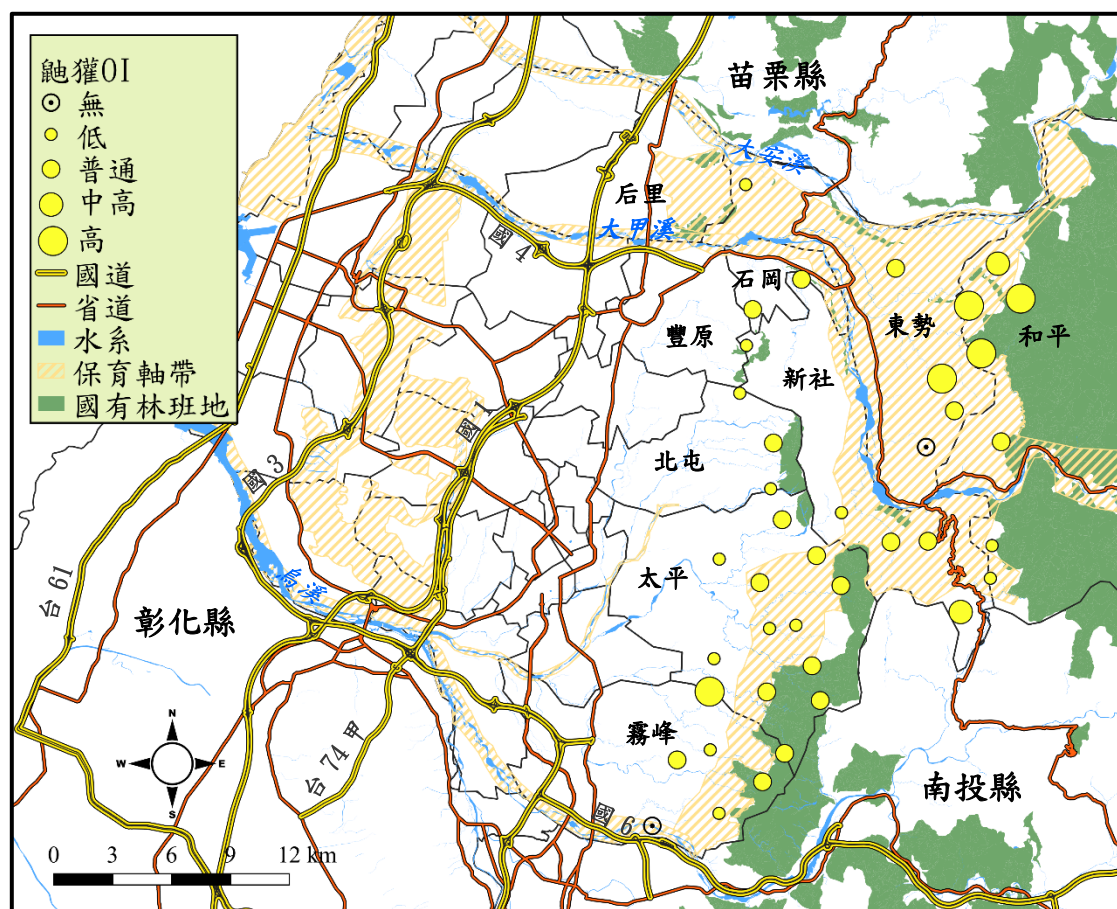 鼬獾OI
無
低
普通
中高
高
國道
省道
水系
保育軸帶
國有林班地
苗栗縣
大安溪
后里
大甲溪
國 4
石岡
豐原
東勢
和平
新社
國 1
北屯
國 3
太平
烏溪
台 61
彰化縣
霧峰
台 74 甲
南投縣
國 6
N
W
E
S
0 3 6 9 12 km